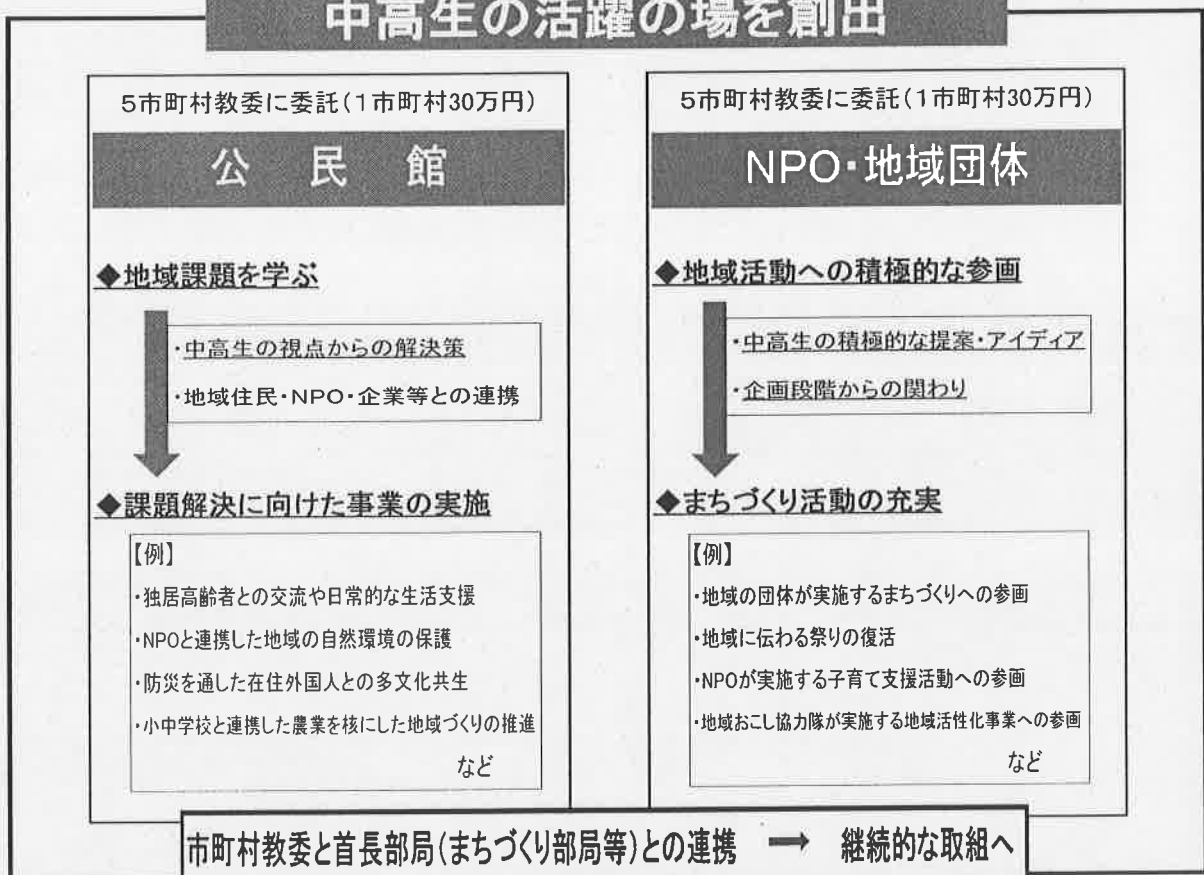 中高生の活躍の場を創出
5市町村教委に委託(1市町村30万円)
公民館
◆地域課題を学ぶ
・中高生の視点からの解決策
・地域住民・NPO・企業等との連携
◆課題解決に向けた事業の実施
【例】
・独居高齢者との交流や日常的な生活支援
・NPOと連携した地域の自然環境の保護
・防災を通した在住外国人との多文化共生
・小中学校と連携した農業を核にした地域づくりの推進
など
5市町村教委に委託(1市町村30万円)
NPO・地域団体
◆地域活動への積極的な参画
・中高生の積極的な提案・アイディア
・企画段階からの関わり
◆まちづくり活動の充実
【例】
・地域の団体が実施するまちづくりへの参画
・地域に伝わる祭りの復活
・NPOが実施する子育て支援活動への参画
・地域おこし協力隊が実施する地域活性化事業への参画
など
市町村教委と首長部局(まちづくり部局等)との連携 ➡ 継続的な取組へ